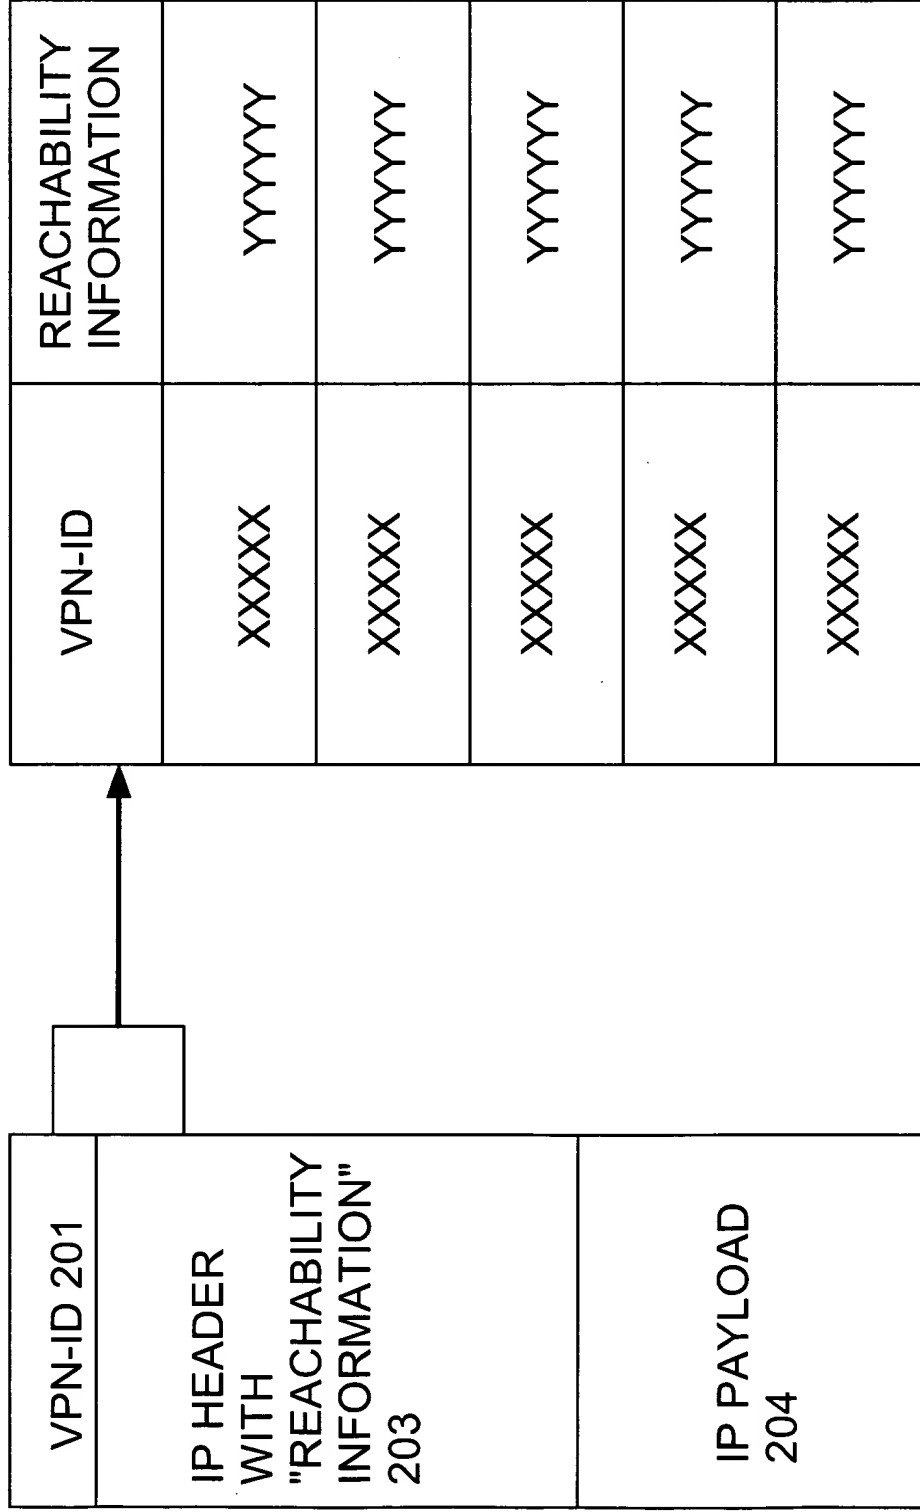 VPN-ID 201
IP HEADER
WITH
"REACHABILITY
INFORMATION"
203
IP PAYLOAD
204
VPN-ID
REACHABILITY
INFORMATION
XXXXX
YYYYYY
XXXXX
YYYYYY
XXXXX
YYYYYY
XXXXX
YYYYYY
XXXXX
YYYYYY